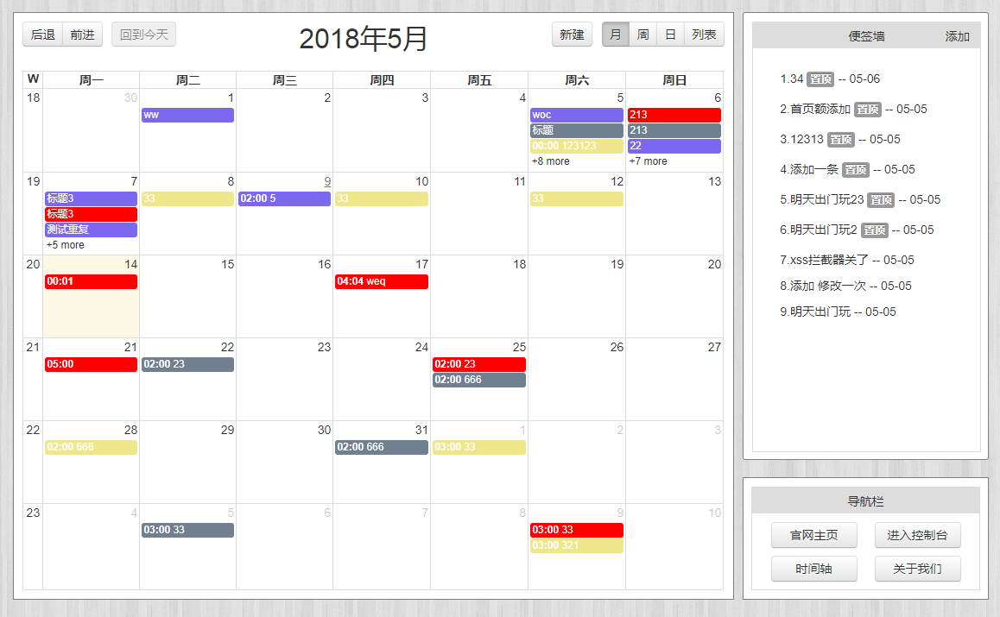 后退 前进 回到今天 2018年5月 新建 月 周 日 列表
W 周一 周二 周三 周四 周五 周六 周日
18 30 1 2 3 4 5 6
ww woc 213
标题 213
00:00 123123 22
+8 more +7 more
19 7 8 9 10 11 12 13
标题3 33 02:00 5 33 33
标题3
测试重复
+5 more
20 14 15 16 17 18 19 20
00:01 04:04 weq
21 21 22 23 24 25 26 27
05:00 02:00 23 02:00 23
02:00 666
22 28 29 30 31 1 2 3
02:00 666 02:00 666 03:00 33
23 4 5 6 7 8 9 10
03:00 33 03:00 33
03:00 321
便签墙 添加
1.34 置顶 -- 05-06
2.首页额添加 置顶 -- 05-05
3.12313 置顶 -- 05-05
4.添加一条 置顶 -- 05-05
5.明天出门玩23 置顶 -- 05-05
6.明天出门玩2 置顶 -- 05-05
7.xss拦截器关了 -- 05-05
8.添加 修改一次 -- 05-05
9.明天出门玩 -- 05-05
导航栏
官网主页 进入控制台
时间轴 关于我们